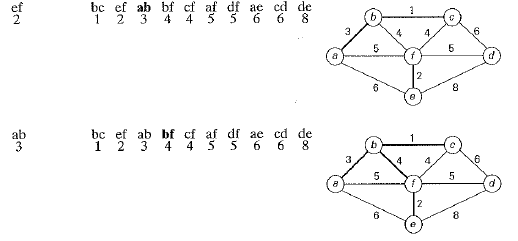 ef bc ef ab bf cf af df ae cd de
2 1 2 3 4 4 5 5 6 6 8
b 1 c
3 4 4 6
a 5 f 5 d
2
6 8
e
ab bc ef ab bf cf af df ae cd de
3 1 2 3 4 4 5 5 6 6 8
b 1 c
3 4 4 6
a 5 f 5 d
2
6 8
e